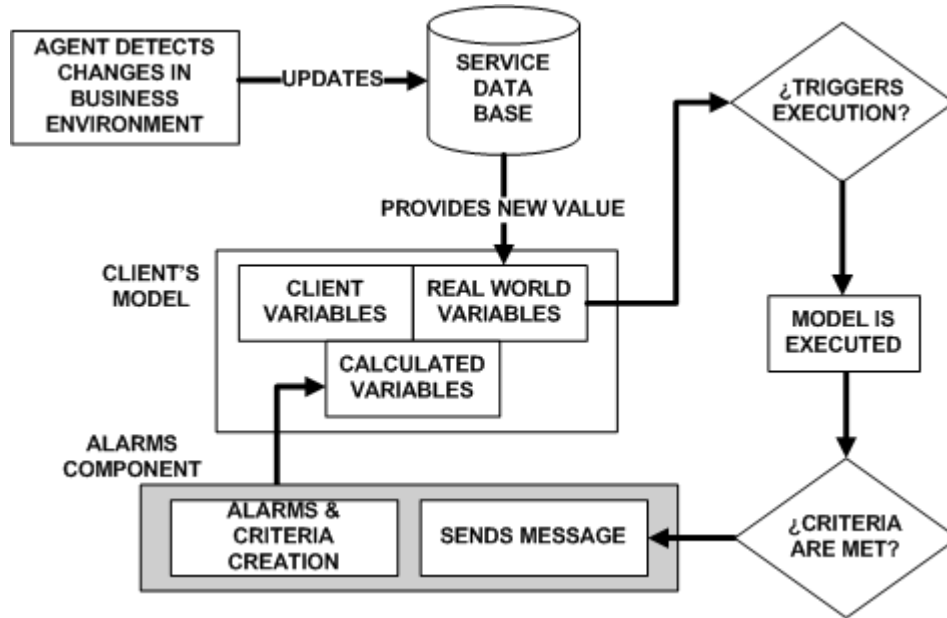 AGENT DETECTS
CHANGES IN
BUSINESS
ENVIRONMENT
UPDATES
SERVICE
DATA
BASE
¿TRIGGERS
EXECUTION?
PROVIDES NEW VALUE
CLIENT'S
MODEL
CLIENT
VARIABLES
REAL WORLD
VARIABLES
CALCULATED
VARIABLES
MODEL IS
EXECUTED
ALARMS
COMPONENT
ALARMS &
CRITERIA
CREATION
SENDS MESSAGE
¿CRITERIA
ARE MET?